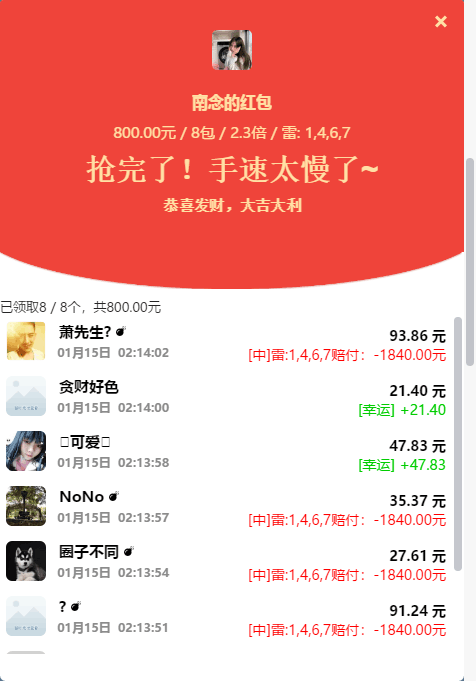 南念的红包
800.00元 / 8包 / 2.3倍 / 雷: 1,4,6,7
抢完了！手速太慢了~
恭喜发财，大吉大利
已领取8 / 8个，共800.00元
萧先生? 💣
93.86 元
01月15日 02:14:02
[中]雷:1,4,6,7赔付：-1840.00元
贪财好色
21.40 元
01月15日 02:14:00
[幸运] +21.40
可爱
47.83 元
01月15日 02:13:58
[幸运] +47.83
NoNo 💣
35.37 元
01月15日 02:13:57
[中]雷:1,4,6,7赔付：-1840.00元
圈子不同 💣
27.61 元
01月15日 02:13:54
[中]雷:1,4,6,7赔付：-1840.00元
? 💣
91.24 元
01月15日 02:13:51
[中]雷:1,4,6,7赔付：-1840.00元